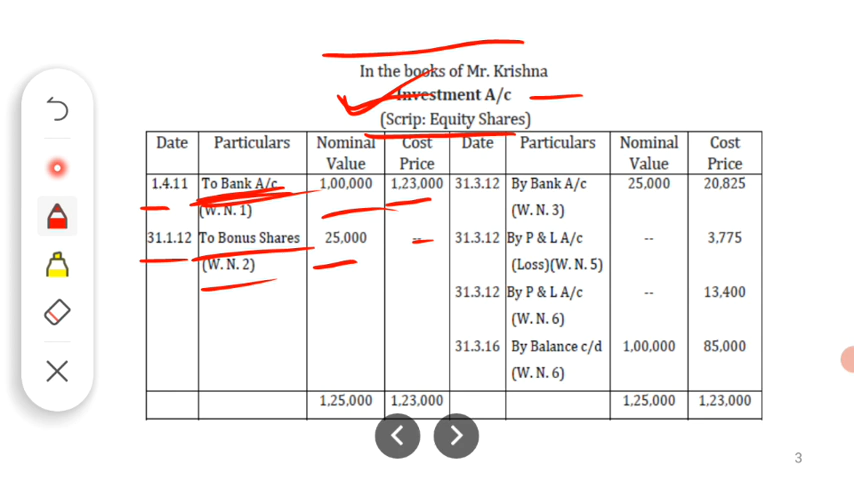 In the books of Mr. Krishna
Investment A/c
(Scrip: Equity Shares)
Date Particulars Nominal Value Cost Price Date Particulars Nominal Value Cost Price
1.4.11 To Bank A/c 1,00,000 1,23,000 31.3.12 By Bank A/c 25,000 20,825
(W. N. 1) (W. N. 3)
31.1.12 To Bonus Shares 25,000 -- 31.3.12 By P & L A/c -- 3,775
(W. N. 2) (Loss)(W. N. 5)
31.3.12 By P & L A/c -- 13,400
(W. N. 6)
31.3.16 By Balance c/d 1,00,000 85,000
(W. N. 6)
1,25,000 1,23,000 1,25,000 1,23,000
3